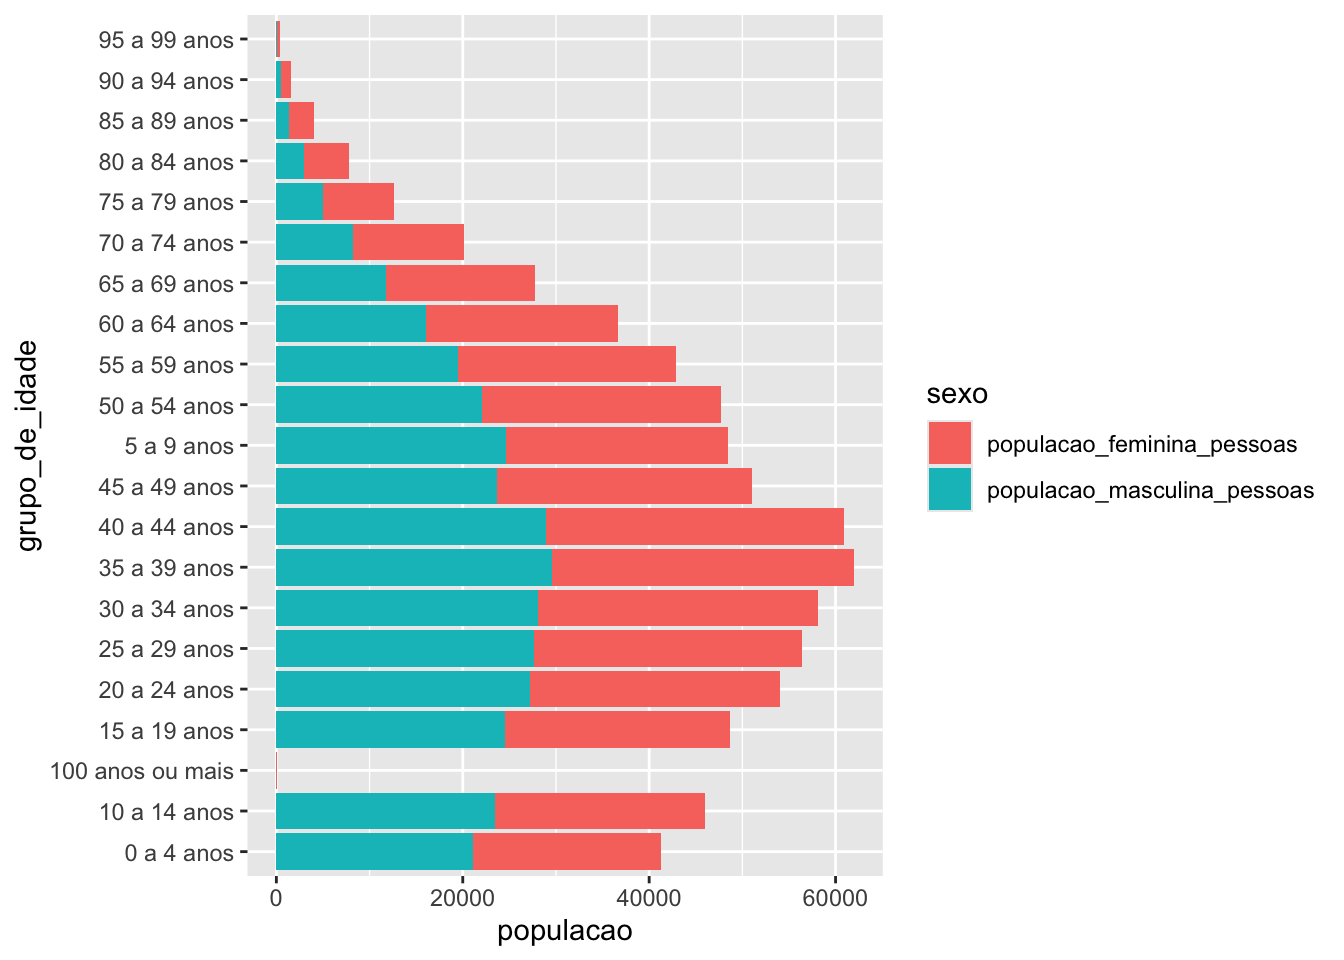 95 a 99 anos
90 a 94 anos
85 a 89 anos
80 a 84 anos
75 a 79 anos
70 a 74 anos
65 a 69 anos
60 a 64 anos
55 a 59 anos
50 a 54 anos
5 a 9 anos
45 a 49 anos
40 a 44 anos
35 a 39 anos
30 a 34 anos
25 a 29 anos
20 a 24 anos
15 a 19 anos
100 anos ou mais
10 a 14 anos
0 a 4 anos
grupo_de_idade
0 20000 40000 60000
populacao
sexo
populacao_feminina_pessoas
populacao_masculina_pessoas